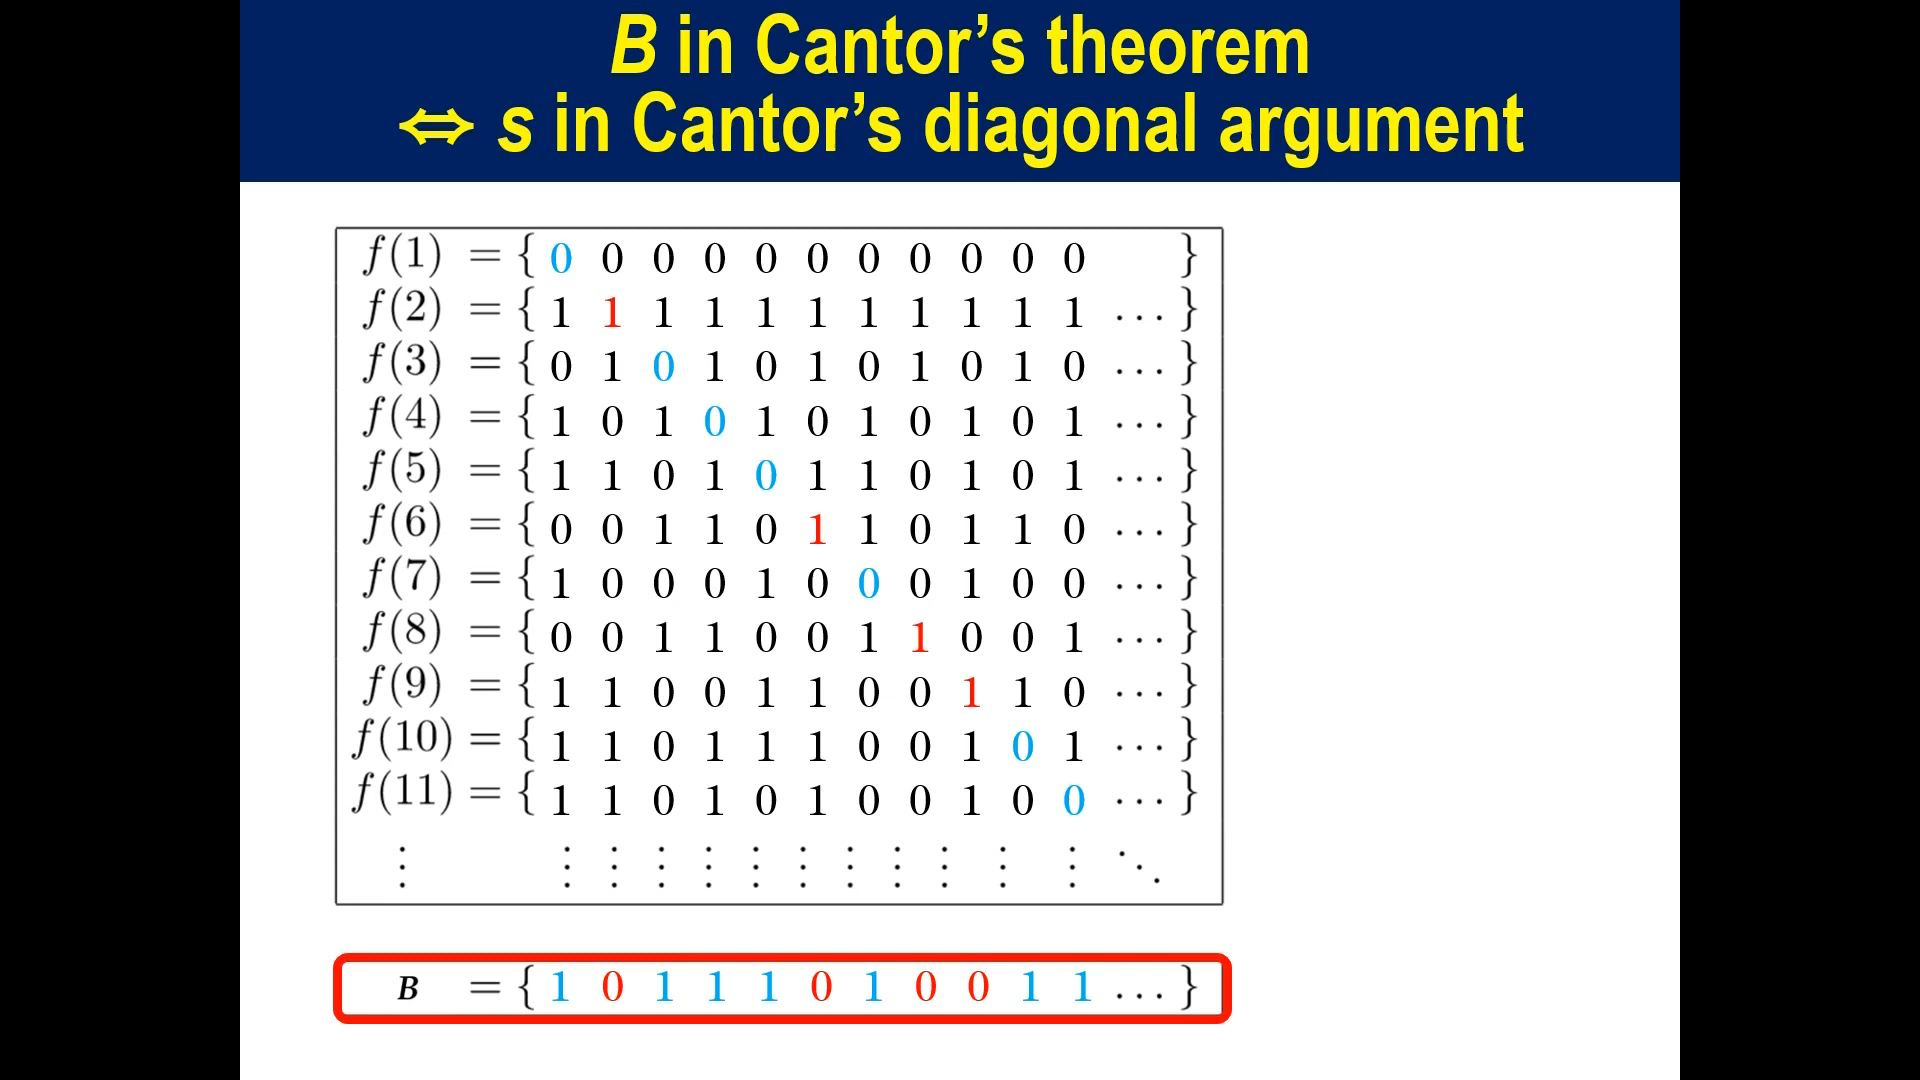 B in Cantor’s theorem
⇔ s in Cantor’s diagonal argument
f(1) = { 0 0 0 0 0 0 0 0 0 0 0 }
f(2) = { 1 1 1 1 1 1 1 1 1 1 1 ... }
f(3) = { 0 1 0 1 0 1 0 1 0 1 0 ... }
f(4) = { 1 0 1 0 1 0 1 0 1 0 1 ... }
f(5) = { 1 1 0 1 0 1 1 0 1 0 1 ... }
f(6) = { 0 0 1 1 0 1 1 0 1 1 0 ... }
f(7) = { 1 0 0 0 1 0 0 0 1 0 0 ... }
f(8) = { 0 0 1 1 0 0 1 1 0 0 1 ... }
f(9) = { 1 1 0 0 1 1 0 0 1 1 0 ... }
f(10) = { 1 1 0 1 1 1 0 0 1 0 1 ... }
f(11) = { 1 1 0 1 0 1 0 0 1 0 0 ... }
⋮ ⋮ ⋮ ⋮ ⋮ ⋮ ⋮ ⋮ ⋮ ⋮ ⋮ ⋮ ⋱
B = { 1 0 1 1 1 0 1 0 0 1 1 ... }